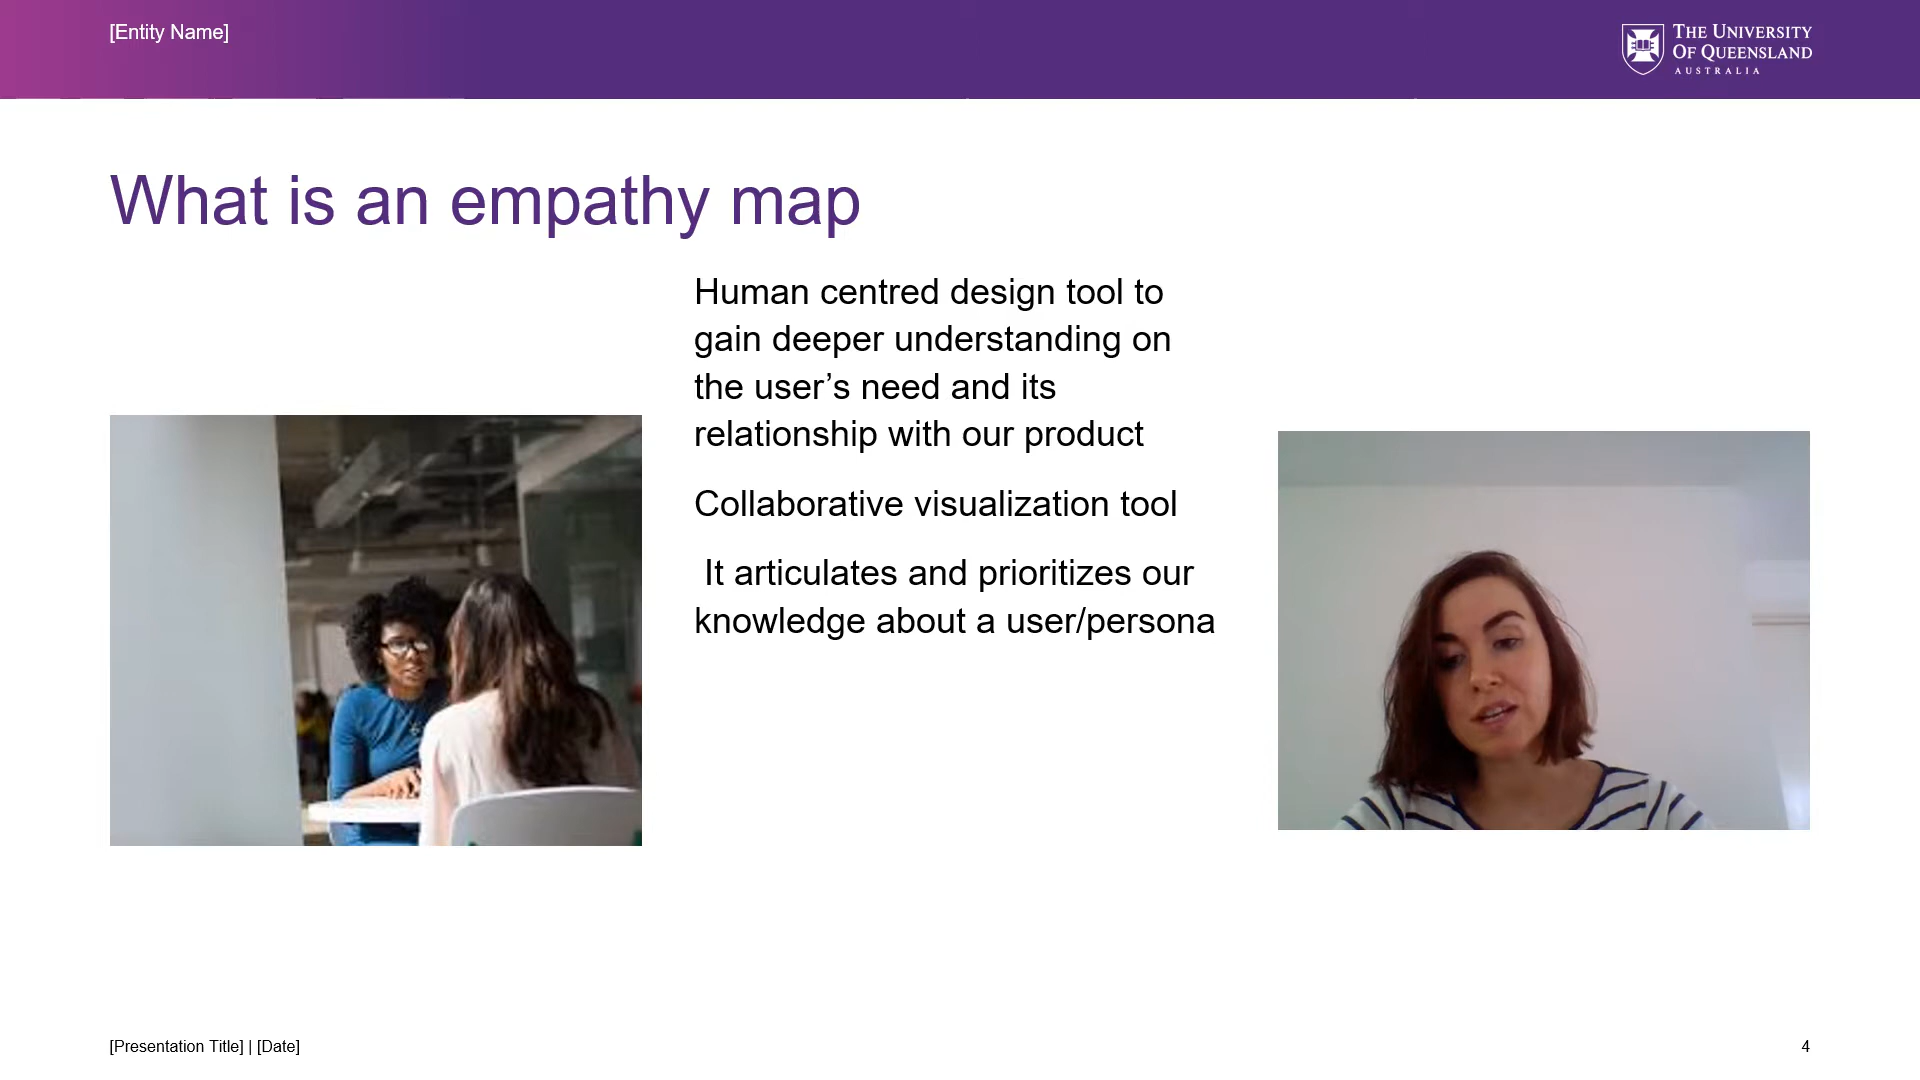 [Entity Name]
THE UNIVERSITY
OF QUEENSLAND
AUSTRALIA
What is an empathy map
Human centred design tool to
gain deeper understanding on
the user’s need and its
relationship with our product
Collaborative visualization tool
It articulates and prioritizes our
knowledge about a user/persona
[Presentation Title] | [Date]
4